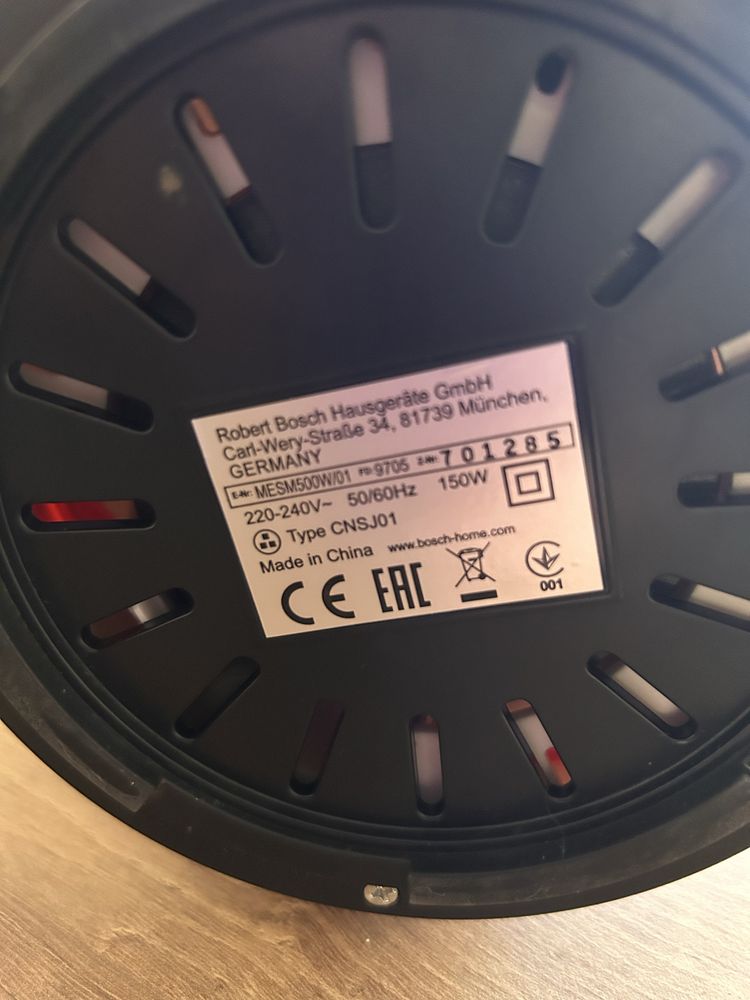 Robert Bosch Hausgeräte GmbH
Carl-Wery-Straße 34, 81739 München,
GERMANY
E-Nr: MESM500W/01 FD 9705 Z-Nr: 701285
220-240V~ 50/60Hz 150W
Type CNSJ01
Made in China www.bosch-home.com
CE EAC 001